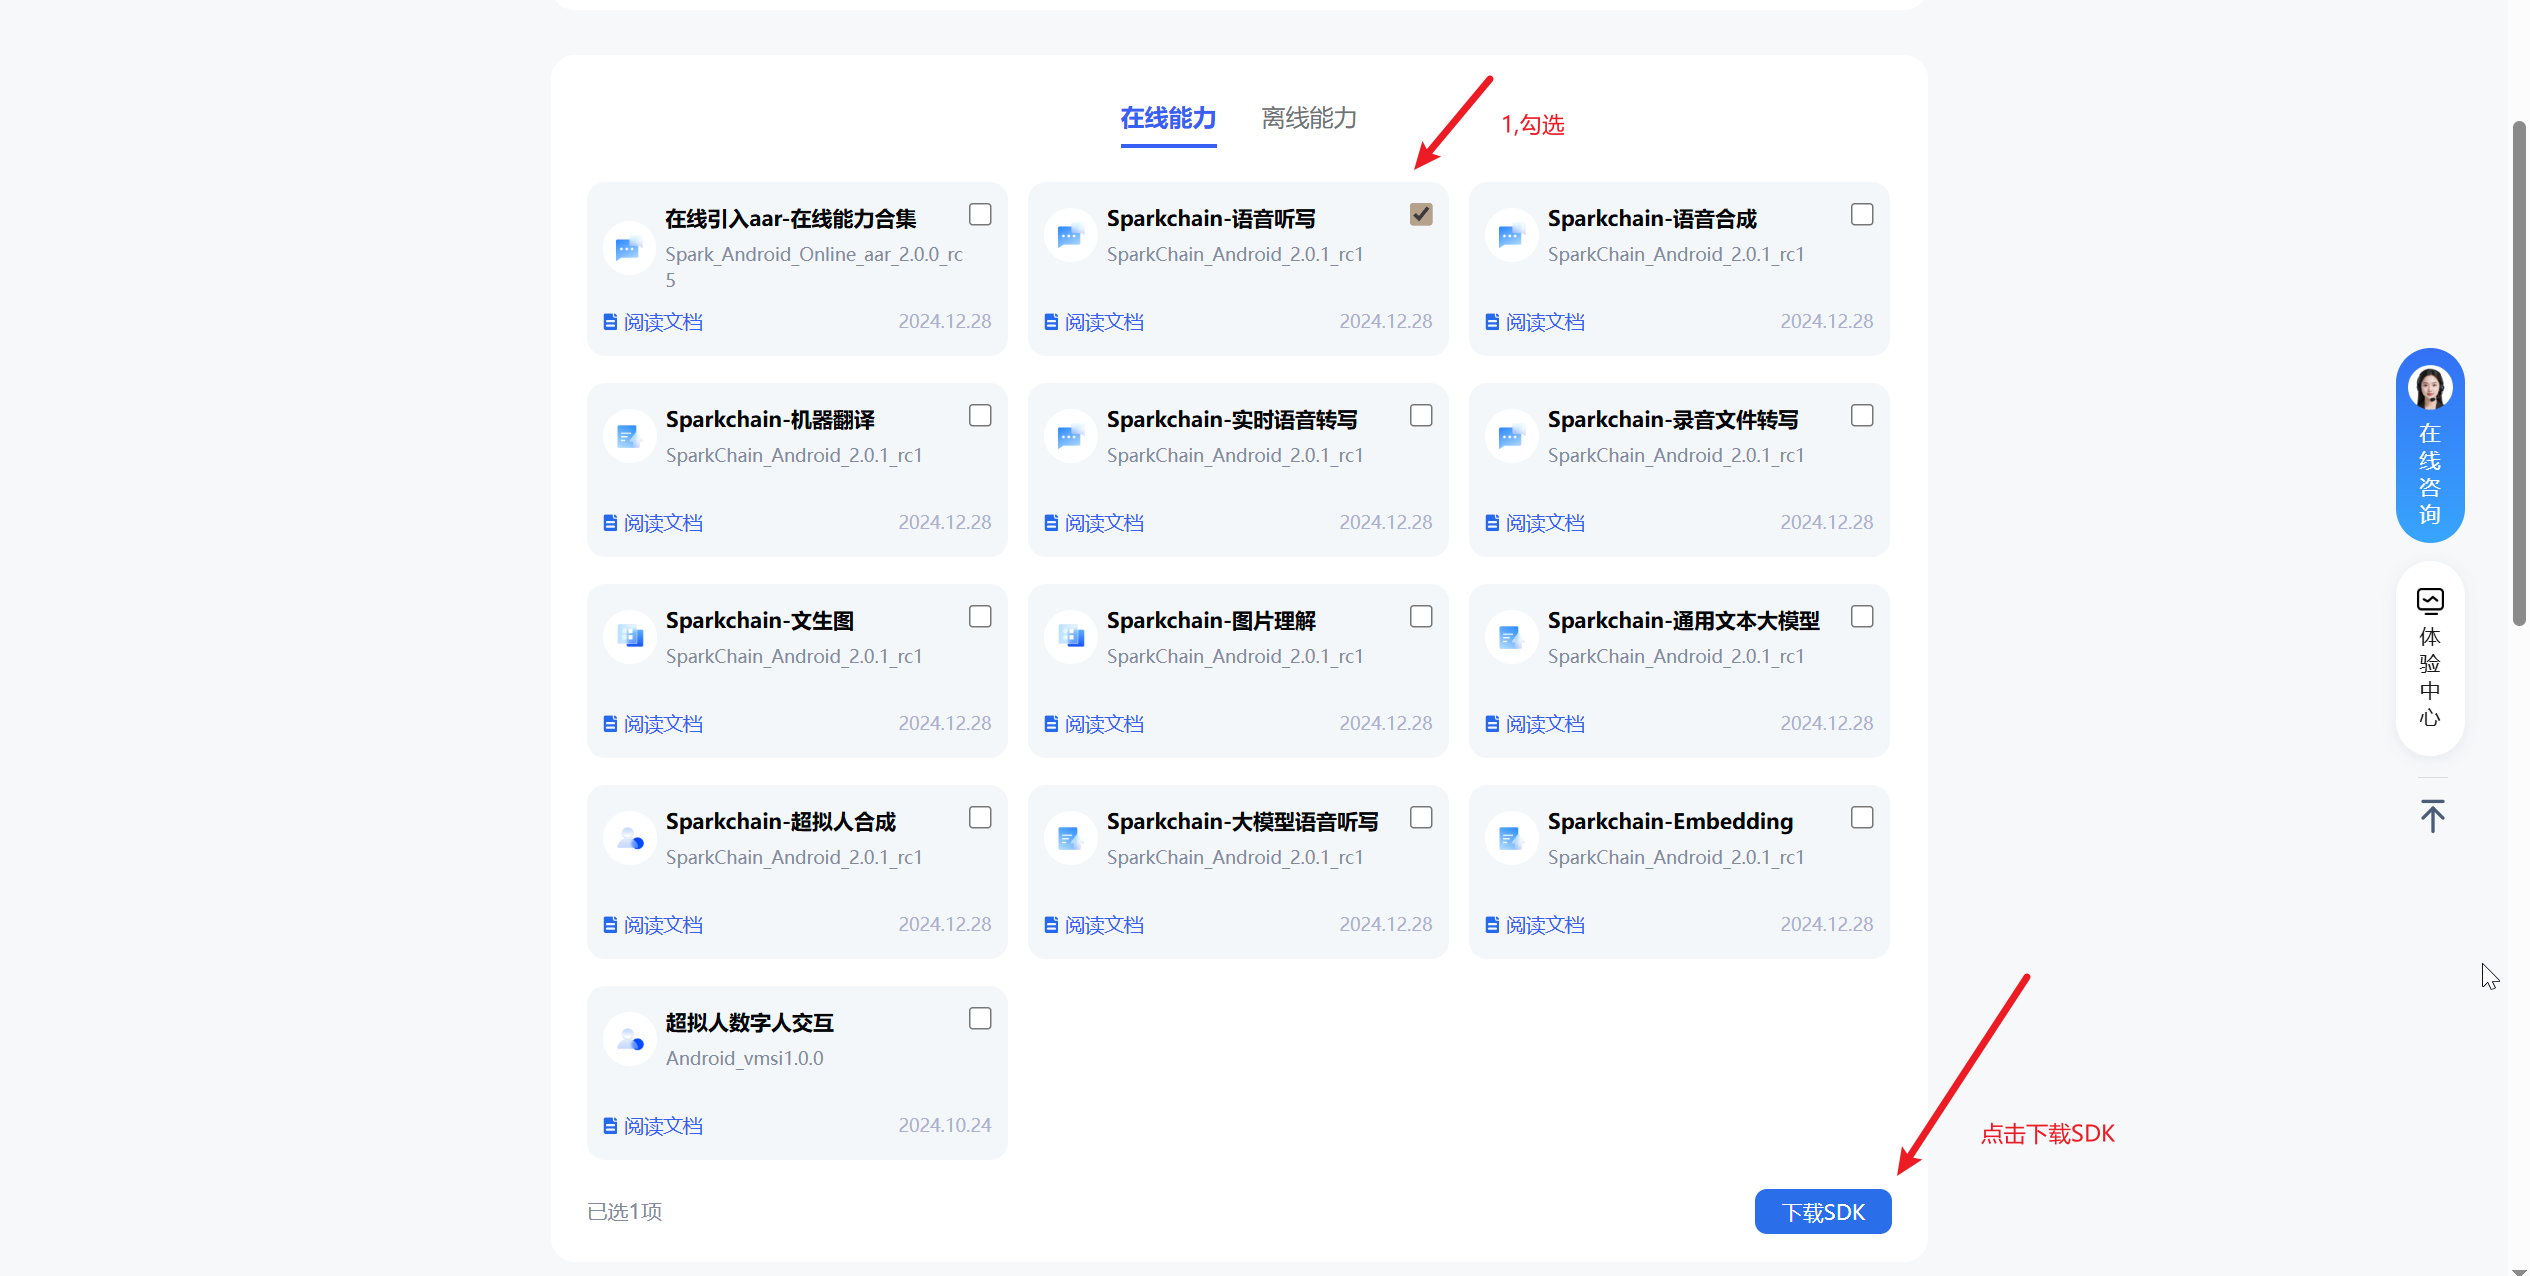 在线能力
离线能力
1,勾选
在线引入aar-在线能力合集
Spark_Android_Online_aar_2.0.0_rc
5
阅读文档
2024.12.28
Sparkchain-语音听写
SparkChain_Android_2.0.1_rc1
阅读文档
2024.12.28
Sparkchain-语音合成
SparkChain_Android_2.0.1_rc1
阅读文档
2024.12.28
Sparkchain-机器翻译
SparkChain_Android_2.0.1_rc1
阅读文档
2024.12.28
Sparkchain-实时语音转写
SparkChain_Android_2.0.1_rc1
阅读文档
2024.12.28
Sparkchain-录音文件转写
SparkChain_Android_2.0.1_rc1
阅读文档
2024.12.28
Sparkchain-文生图
SparkChain_Android_2.0.1_rc1
阅读文档
2024.12.28
Sparkchain-图片理解
SparkChain_Android_2.0.1_rc1
阅读文档
2024.12.28
Sparkchain-通用文本大模型
SparkChain_Android_2.0.1_rc1
阅读文档
2024.12.28
Sparkchain-超拟人合成
SparkChain_Android_2.0.1_rc1
阅读文档
2024.12.28
Sparkchain-大模型语音听写
SparkChain_Android_2.0.1_rc1
阅读文档
2024.12.28
Sparkchain-Embedding
SparkChain_Android_2.0.1_rc1
阅读文档
2024.12.28
超拟人数字人交互
Android_vmsi1.0.0
阅读文档
2024.10.24
点击下载SDK
已选1项
下载SDK
在线咨询
体验中心